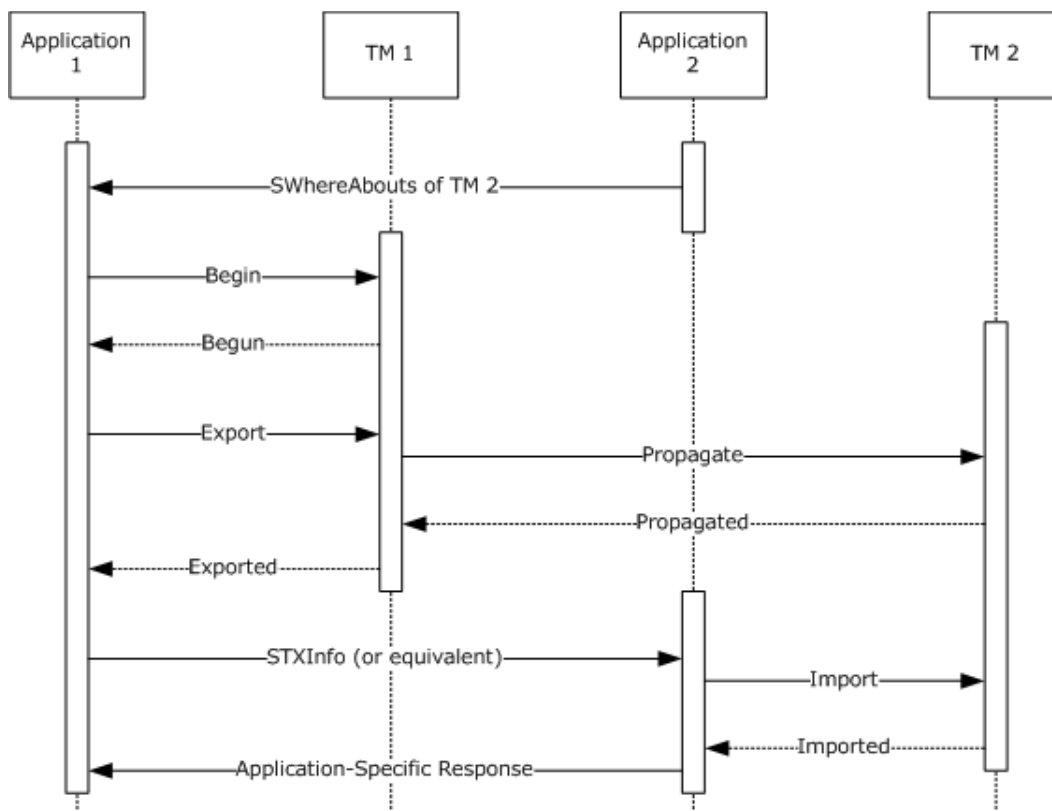 Application
1
TM 1
Application
2
TM 2
SWhereAbouts of TM 2
Begin
Begun
Export
Propagate
Propagated
Exported
STXInfo (or equivalent)
Import
Imported
Application-Specific Response